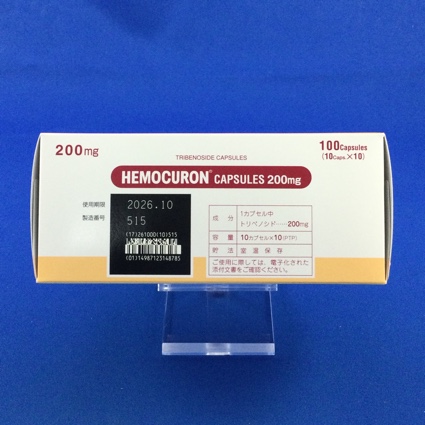 200mg
100Capsules
(10Caps.×10)
TRIBENOSIDE CAPSULES
HEMOCURON® CAPSULES 200mg
使用期限 2026.10
製造番号 515
(17)261000(10)515
(01)14987123148785
成分 1カプセル中
トリベノシド……200mg
容量 10カプセル×10(PTP)
貯法 室温保存
ご使用に際しては、電子化された
添付文書をご確認ください。